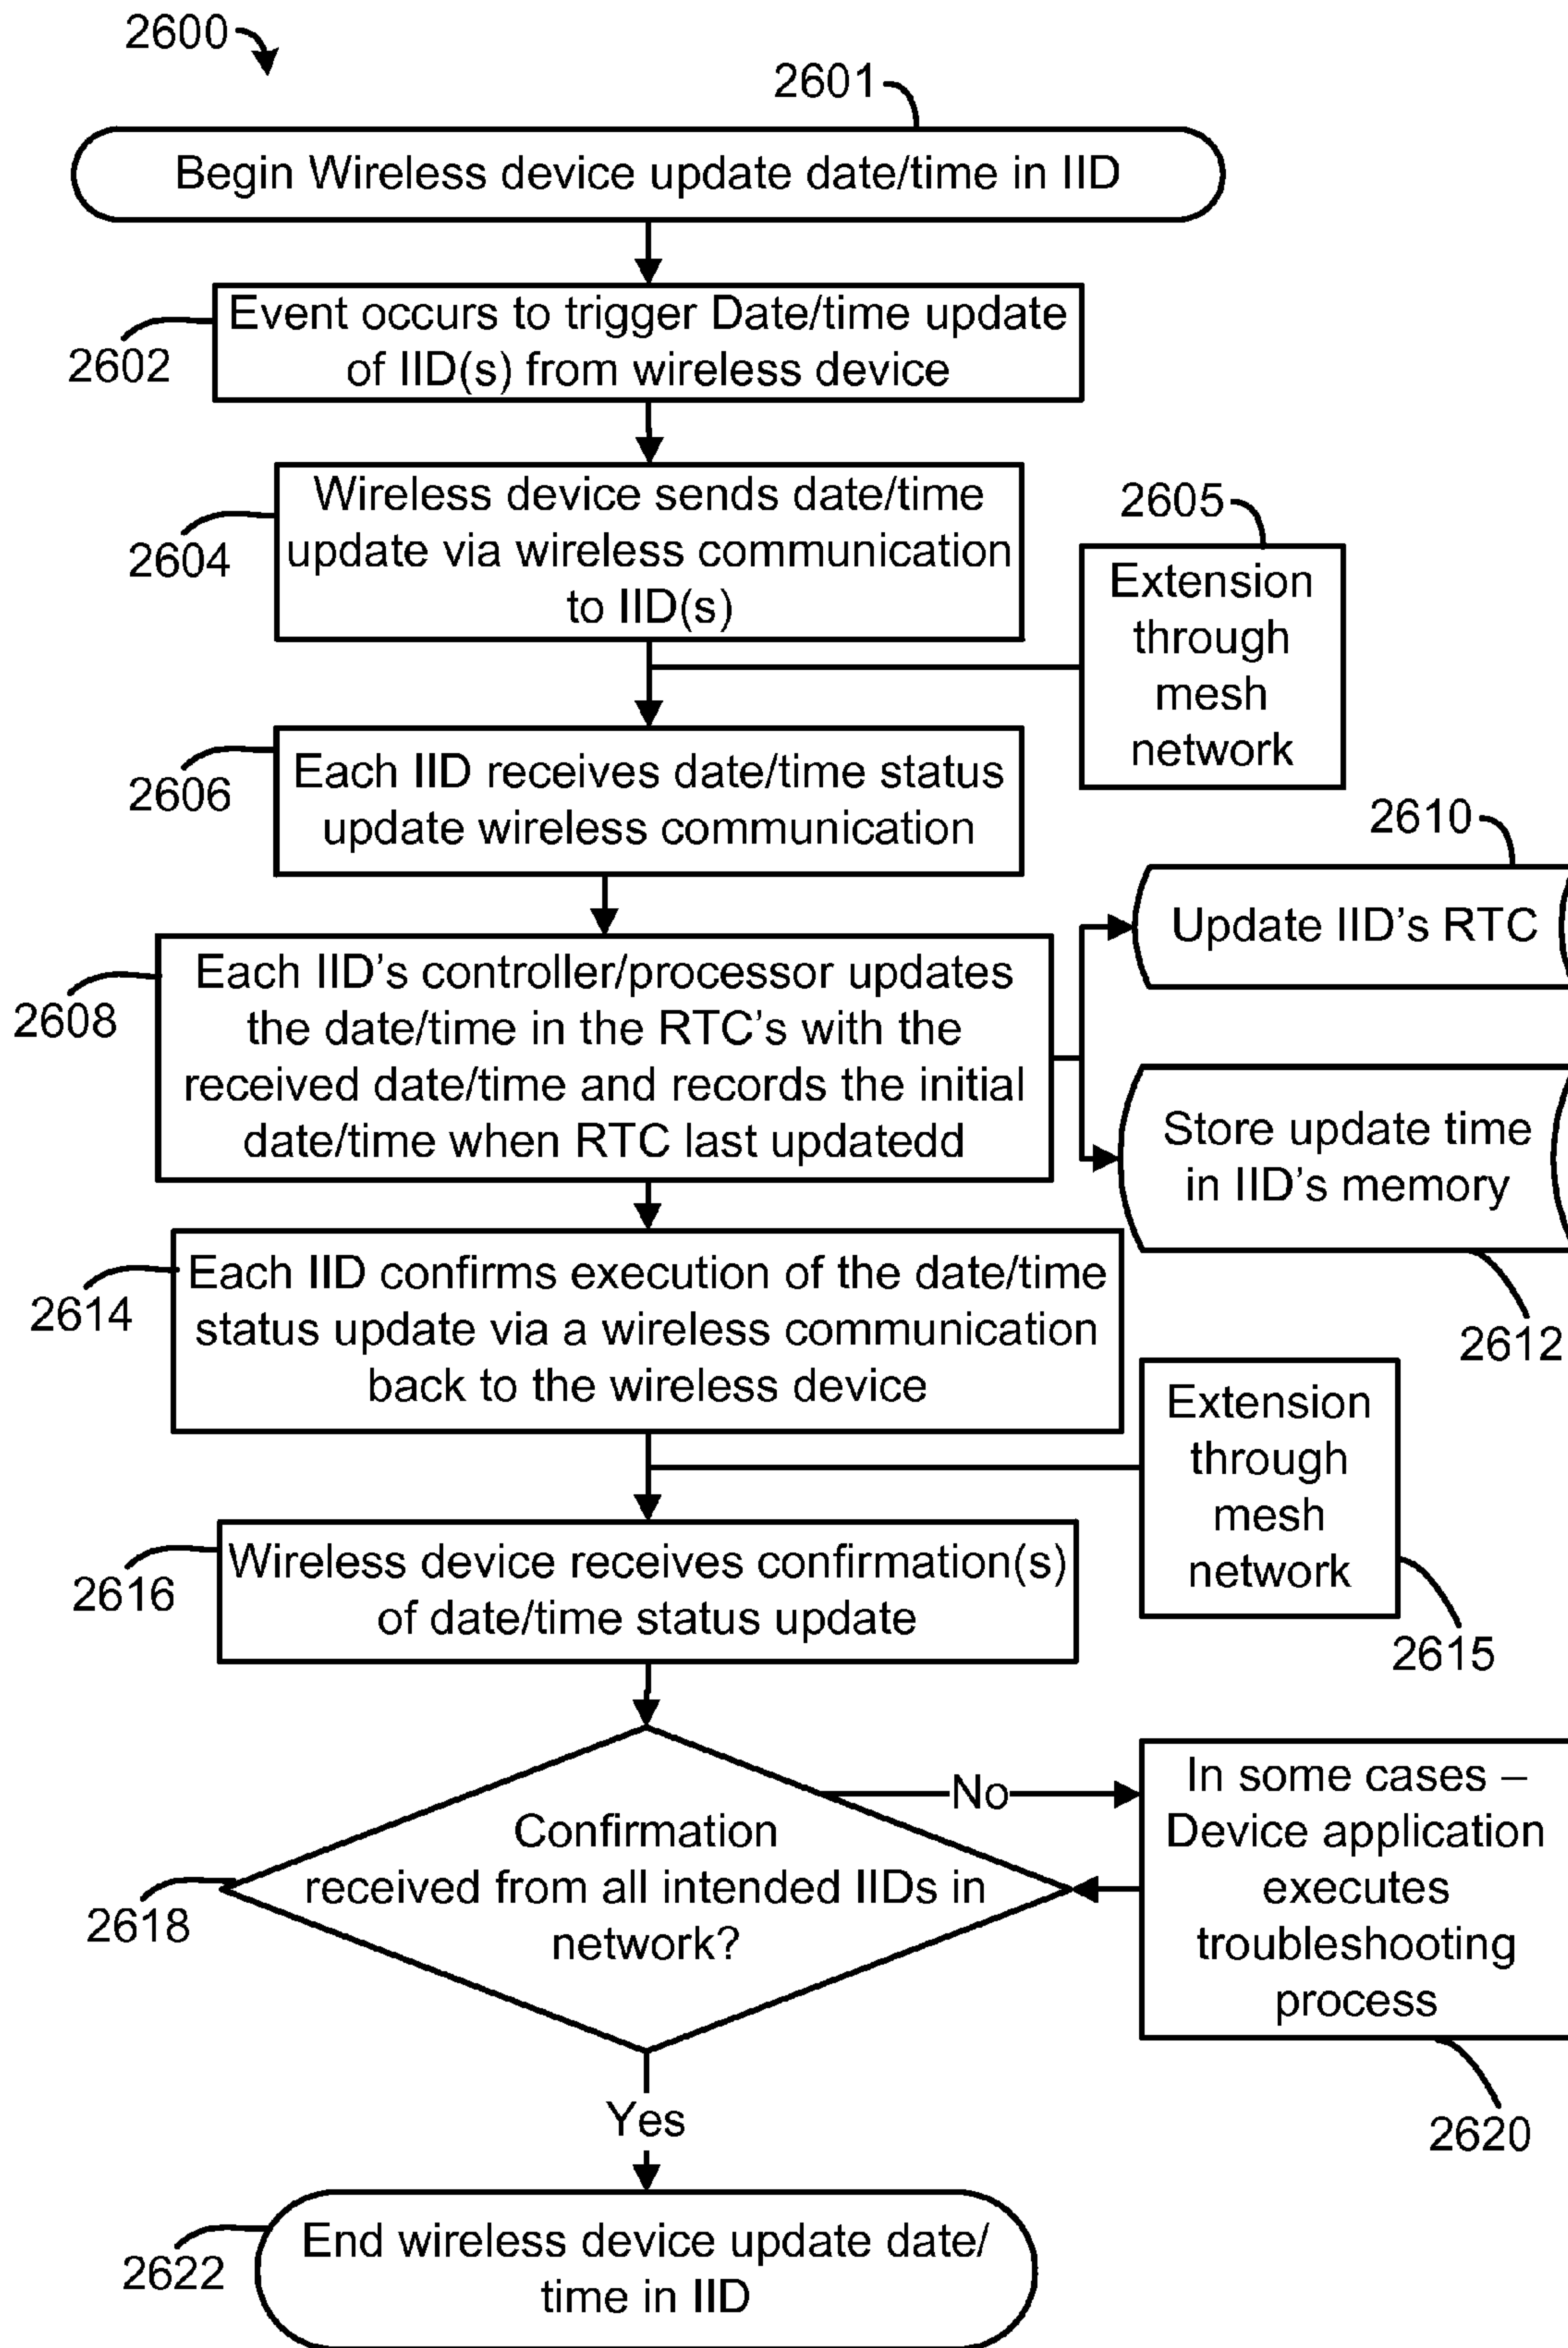 2600
2601
Begin Wireless device update date/time in IID
Event occurs to trigger Date/time update
of IID(s) from wireless device
2602
Wireless device sends date/time
update via wireless communication
to IID(s)
2604
2605
Extension
through
mesh
network
Each IID receives date/time status
update wireless communication
2606
2610
Update IID’s RTC
Each IID’s controller/processor updates
the date/time in the RTC’s with the
received date/time and records the initial
date/time when RTC last updatedd
2608
Store update time
in IID’s memory
2612
Each IID confirms execution of the date/time
status update via a wireless communication
back to the wireless device
2614
Extension
through
mesh
network
2615
Wireless device receives confirmation(s)
of date/time status update
2616
Confirmation
received from all intended IIDs in
network?
2618
No
In some cases –
Device application
executes
troubleshooting
process
2620
Yes
End wireless device update date/
time in IID
2622